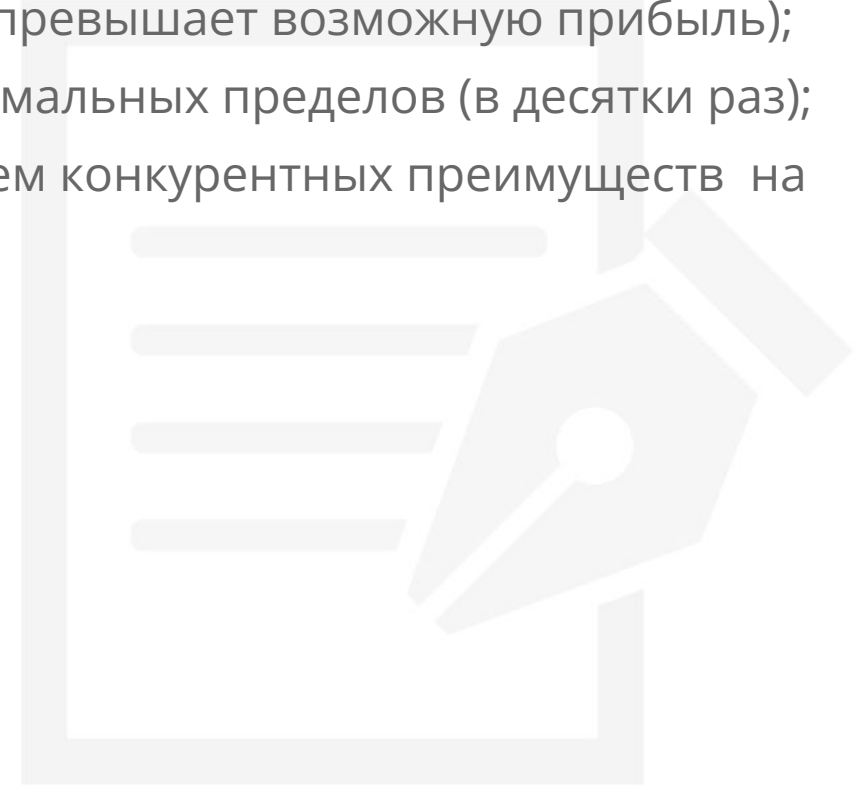 превышает возможную прибыль);
мальных пределов (в десятки раз);
ем конкурентных преимуществ на